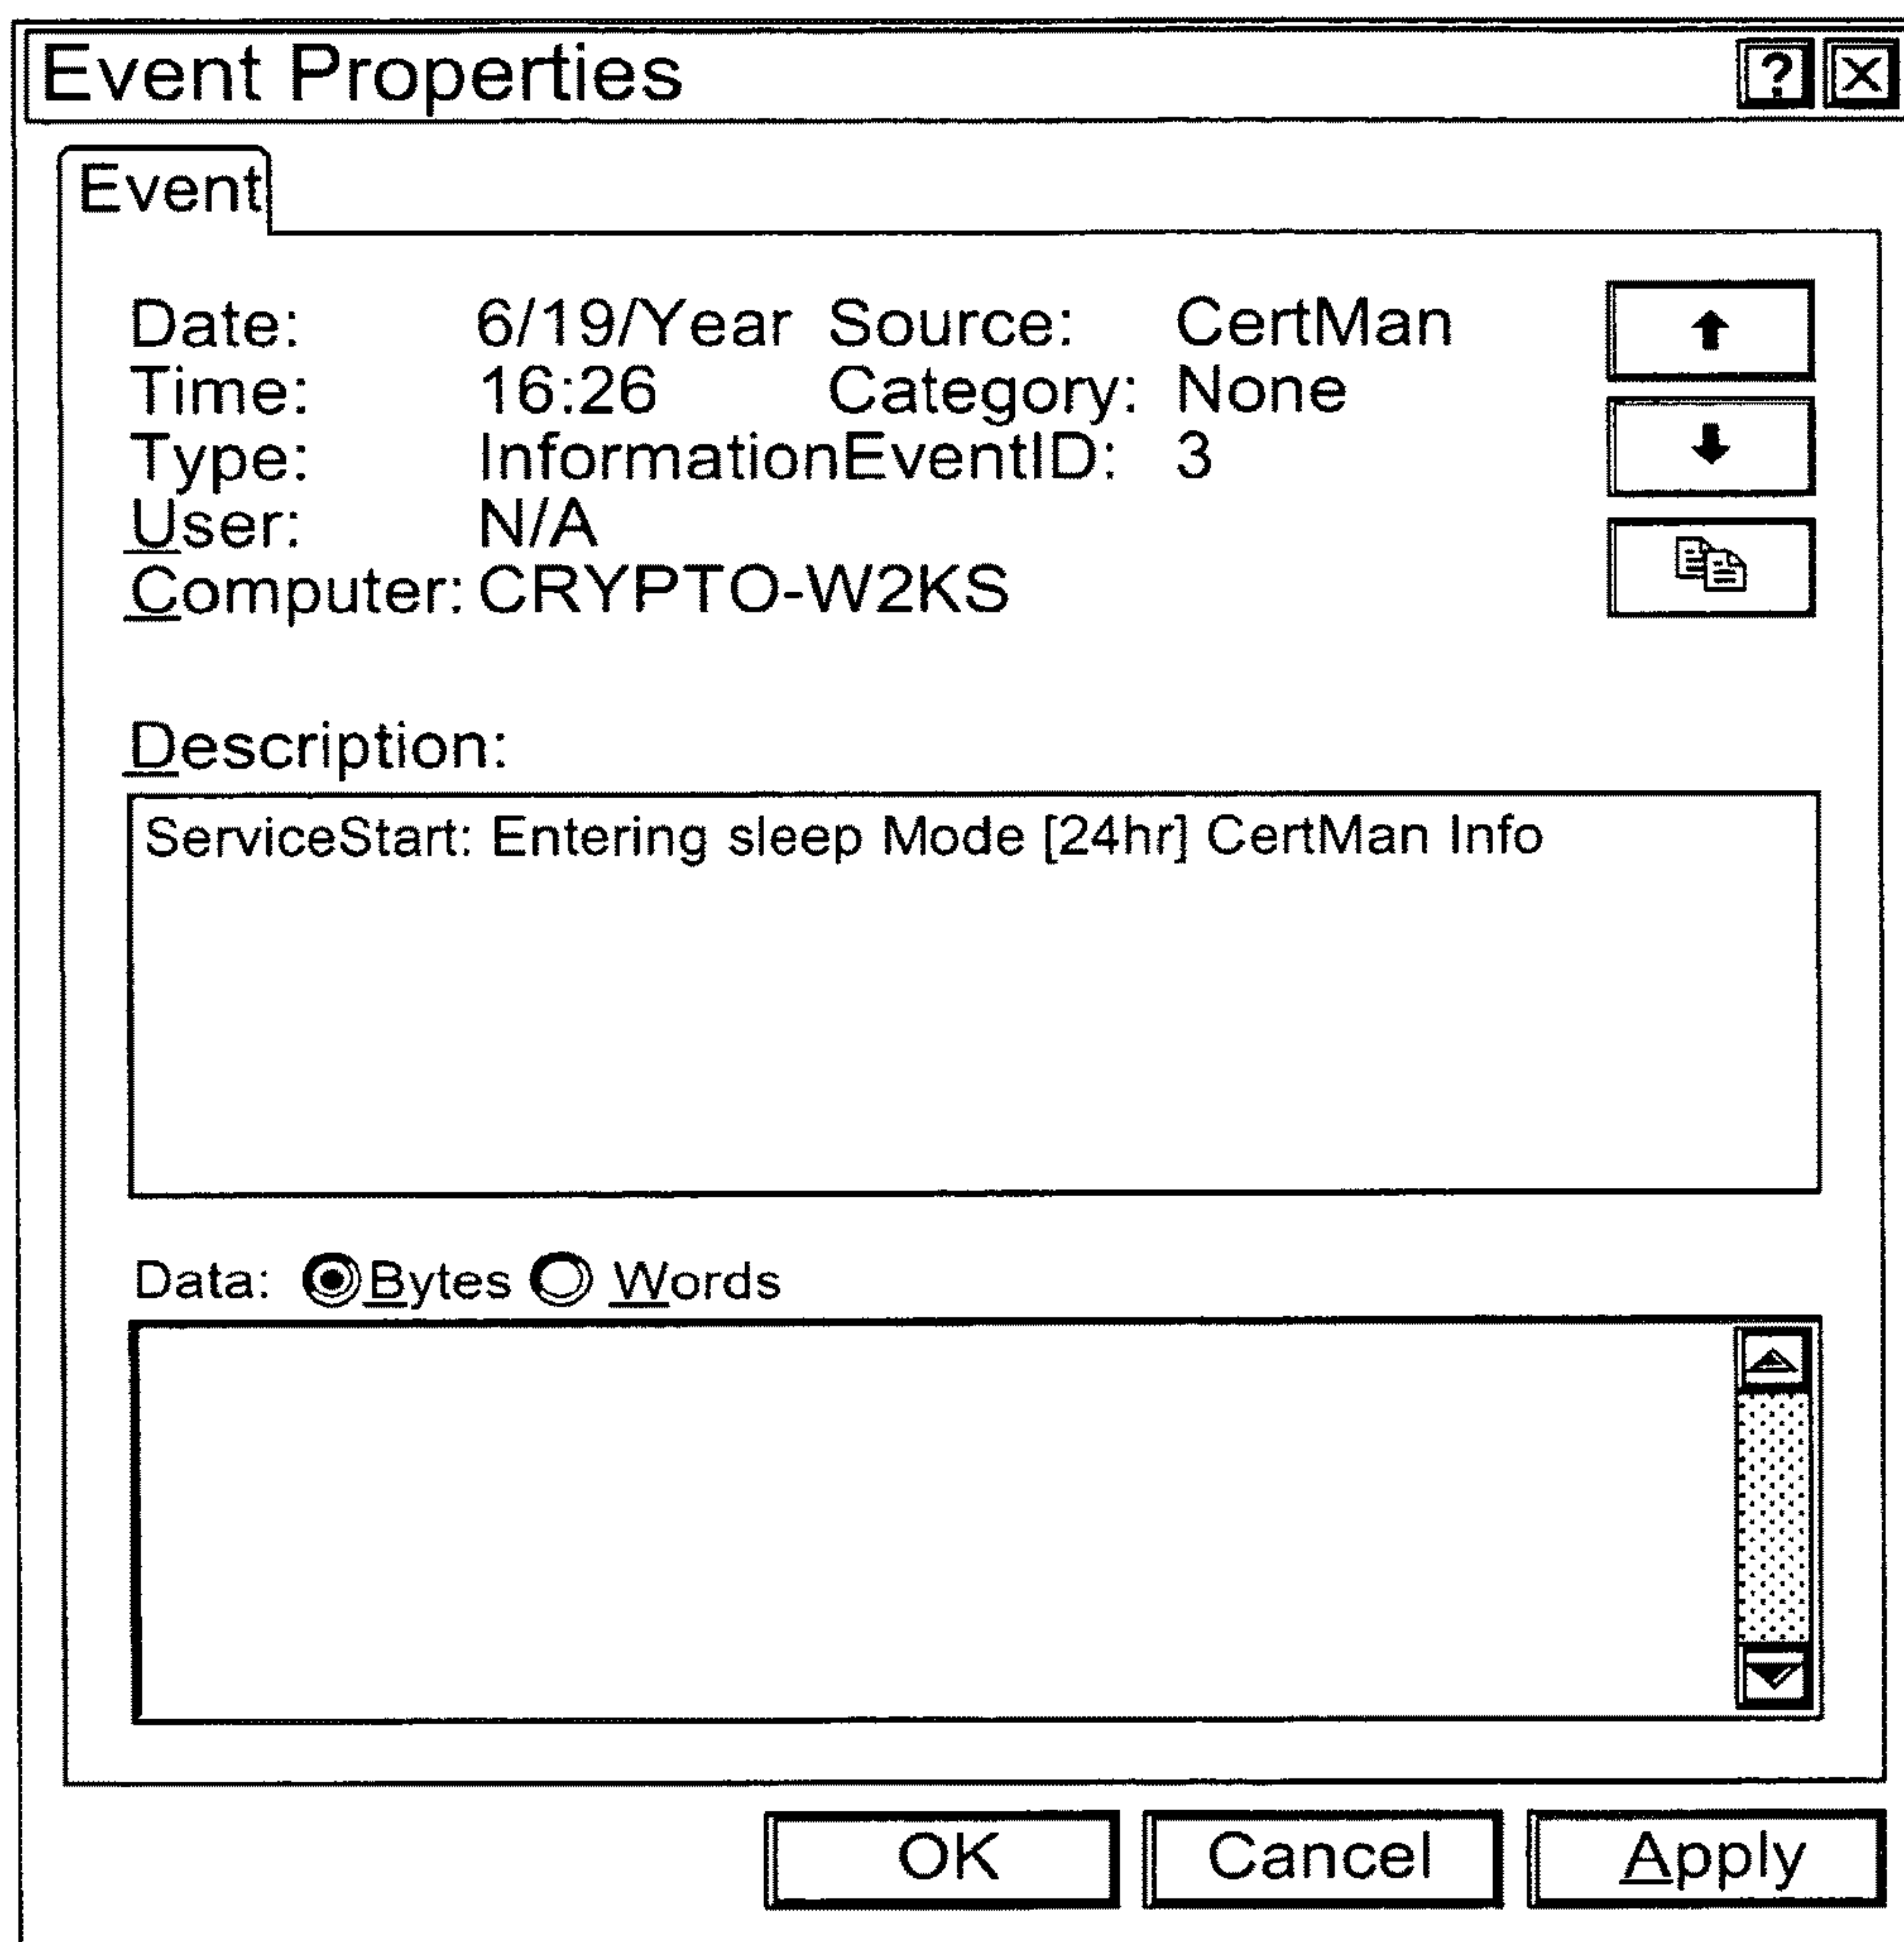 Event Properties
?
Event
Date: 6/19/Year Source: CertMan
Time: 16:26 Category: None
Type: InformationEventID: 3
User: N/A
Computer: CRYPTO-W2KS
Description:
ServiceStart: Entering sleep Mode [24hr] CertMan Info
Data: Bytes Words
OK Cancel Apply